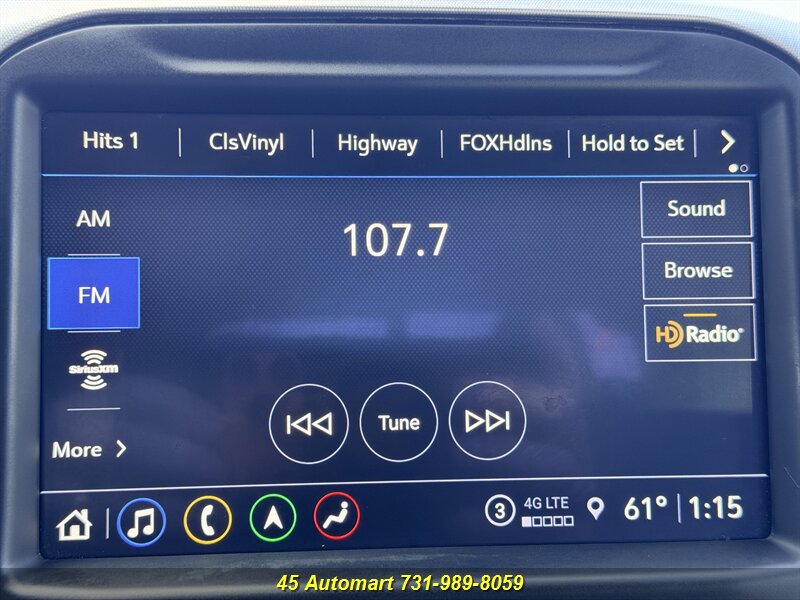 Hits 1 ClsVinyl Highway FOXHdlns Hold to Set
AM
107.7
Sound
FM
Browse
HD Radio
SiriusXM
Tune
More
3 4G LTE 61° 1:15
45 Automart 731-989-8059